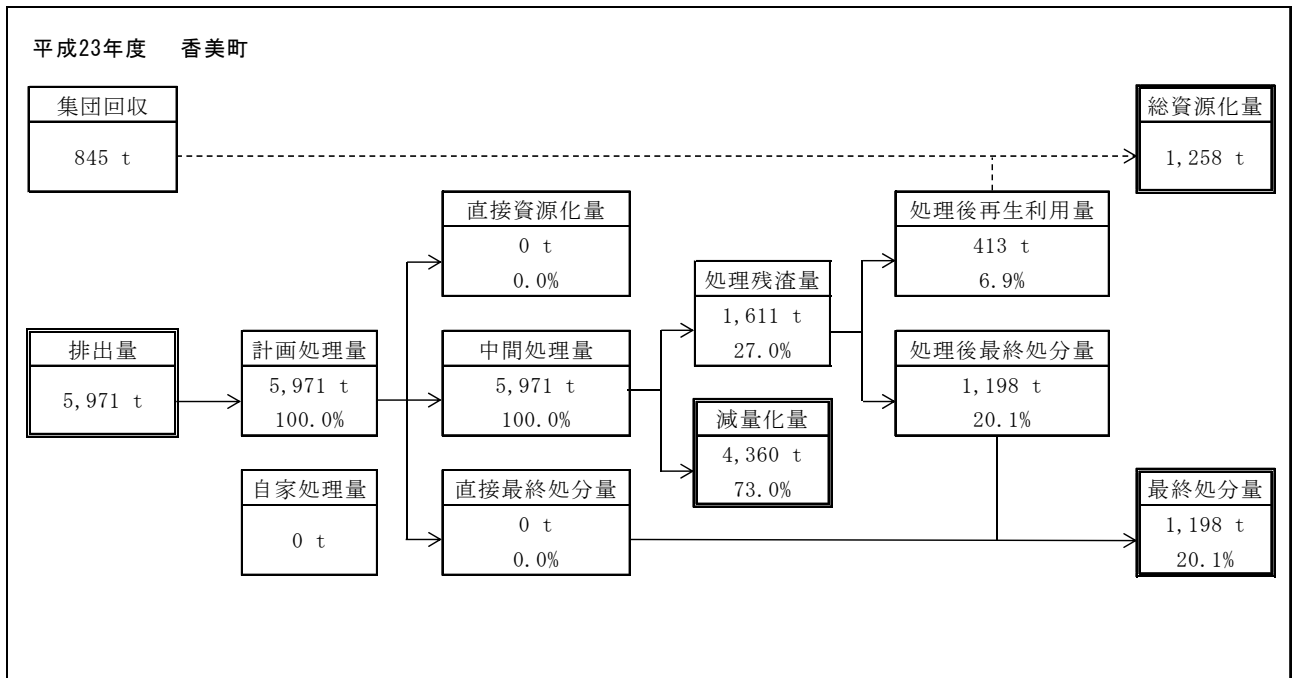 平成23年度　香美町
集団回収
845 t
総資源化量
1,258 t
直接資源化量
0 t
0.0%
処理後再生利用量
413 t
6.9%
処理残渣量
1,611 t
27.0%
排出量
5,971 t
計画処理量
5,971 t
100.0%
中間処理量
5,971 t
100.0%
処理後最終処分量
1,198 t
20.1%
減量化量
4,360 t
73.0%
自家処理量
0 t
直接最終処分量
0 t
0.0%
最終処分量
1,198 t
20.1%